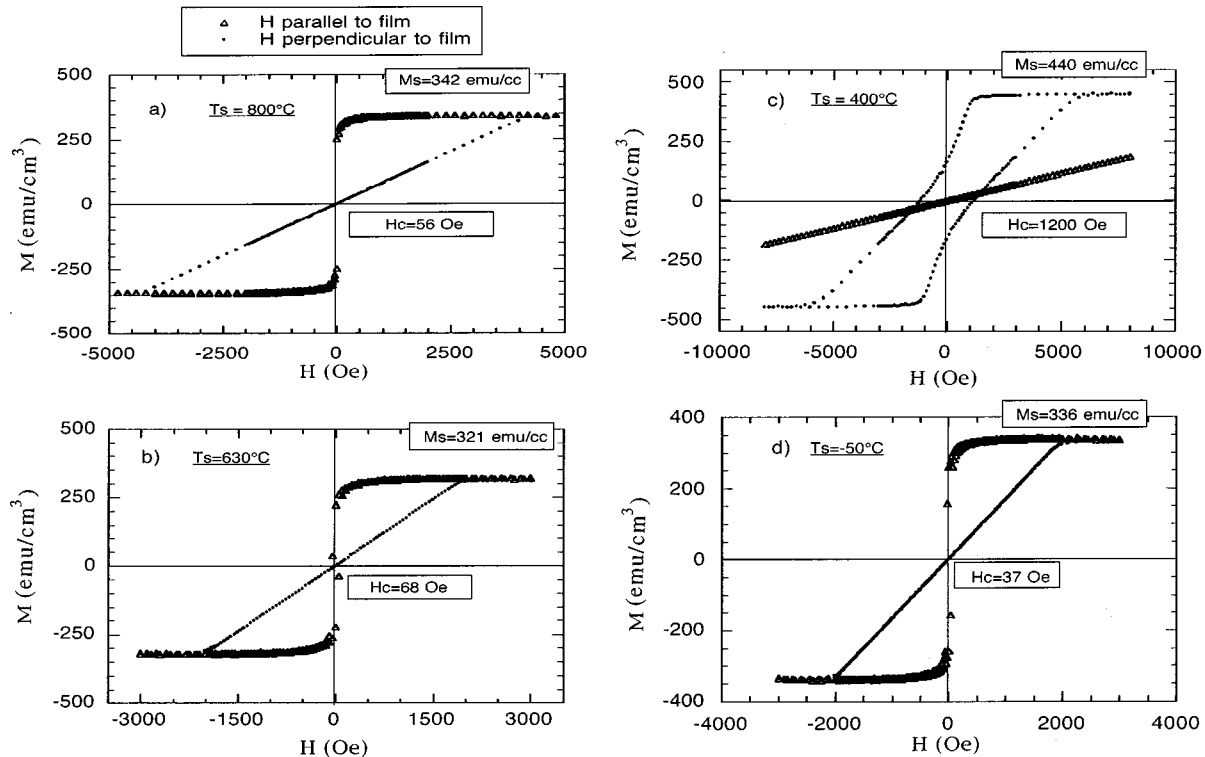 △ H parallel to film
· H perpendicular to film
Ms=342 emu/cc
a) Ts = 800°C
Hc=56 Oe
M (emu/cm³)
500
250
0
-250
-500
-5000 -2500 0 2500 5000
H (Oe)
Ms=440 emu/cc
c) Ts = 400°C
Hc=1200 Oe
M (emu/cm³)
500
250
0
-250
-500
-10000 -5000 0 5000 10000
H (Oe)
Ms=321 emu/cc
b) Ts=630°C
Hc=68 Oe
M (emu/cm³)
500
250
0
-250
-500
-3000 -1500 0 1500 3000
H (Oe)
Ms=336 emu/cc
d) Ts=-50°C
Hc=37 Oe
M (emu/cm³)
400
200
0
-200
-400
-4000 -2000 0 2000 4000
H (Oe)